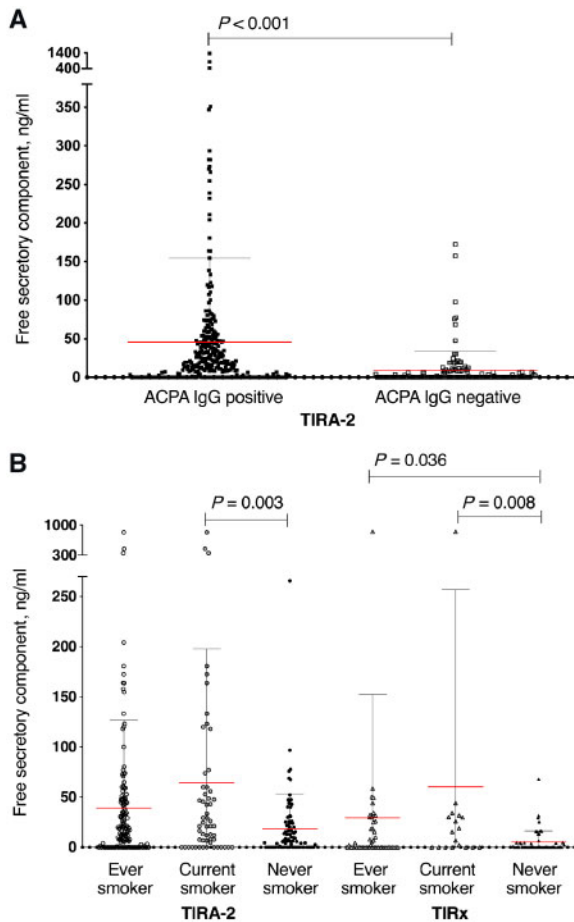 A
P < 0.001
1400
400
350
300
250
200
150
100
50
0
Free secretory component, ng/ml
ACPA IgG positive
ACPA IgG negative
TIRA-2
B
P = 0.036
P = 0.003
P = 0.008
1000
300
250
200
150
100
50
0
Free secretory component, ng/ml
Ever Current Never Ever Current Never
smoker smoker smoker smoker smoker smoker
TIRA-2 TIRx